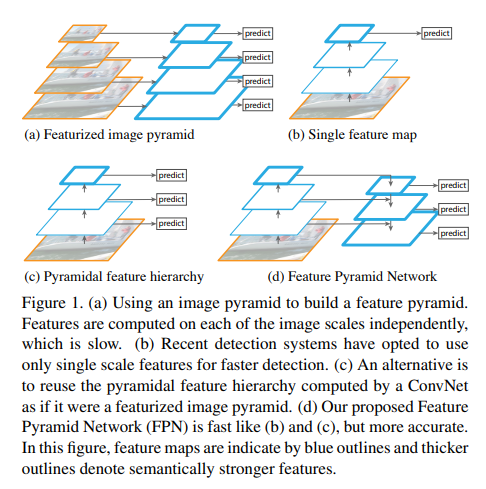 predict
predict
predict
predict
predict
(a) Featurized image pyramid
(b) Single feature map
predict
predict
predict
predict
predict
predict
(c) Pyramidal feature hierarchy
(d) Feature Pyramid Network
Figure 1. (a) Using an image pyramid to build a feature pyramid.
Features are computed on each of the image scales independently,
which is slow. (b) Recent detection systems have opted to use
only single scale features for faster detection. (c) An alternative is
to reuse the pyramidal feature hierarchy computed by a ConvNet
as if it were a featurized image pyramid. (d) Our proposed Feature
Pyramid Network (FPN) is fast like (b) and (c), but more accurate.
In this figure, feature maps are indicate by blue outlines and thicker
outlines denote semantically stronger features.